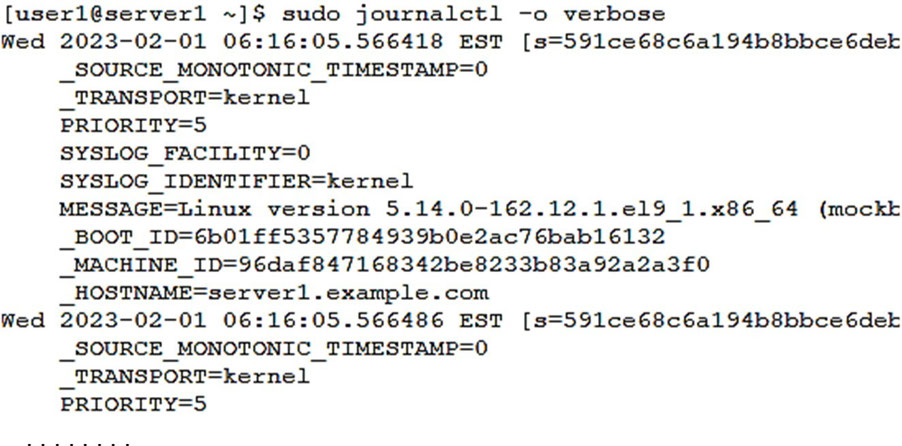 [user1@server1 ~]$ sudo journalctl -o verbose
Wed 2023-02-01 06:16:05.566418 EST [s=591ce68c6a194b8bbce6deb
_SOURCE_MONOTONIC_TIMESTAMP=0
_TRANSPORT=kernel
PRIORITY=5
SYSLOG_FACILITY=0
SYSLOG_IDENTIFIER=kernel
MESSAGE=Linux version 5.14.0-162.12.1.el9_1.x86_64 (mockb
_BOOT_ID=6b01ff5357784939b0e2ac76bab16132
_MACHINE_ID=96daf847168342be8233b83a92a2a3f0
_HOSTNAME=server1.example.com
Wed 2023-02-01 06:16:05.566486 EST [s=591ce68c6a194b8bbce6deb
_SOURCE_MONOTONIC_TIMESTAMP=0
_TRANSPORT=kernel
PRIORITY=5
........